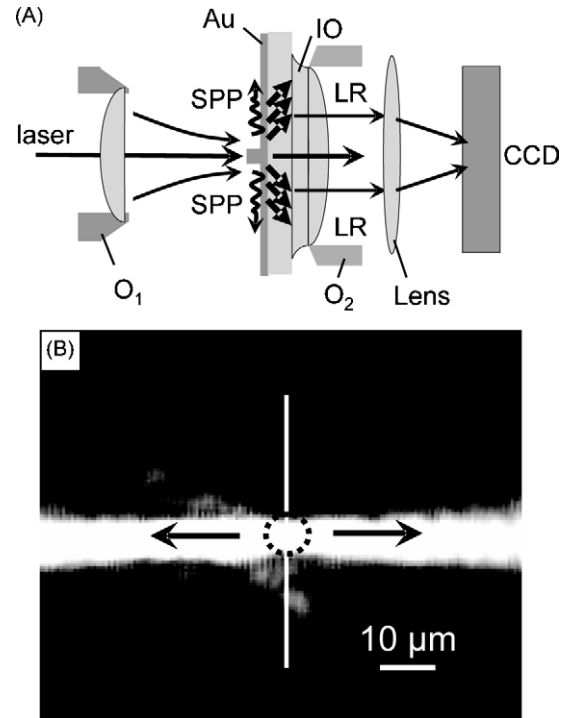 (A)
Au
IO
SPP
LR
laser
CCD
SPP
LR
O₁
O₂
Lens
(B)
10 μm